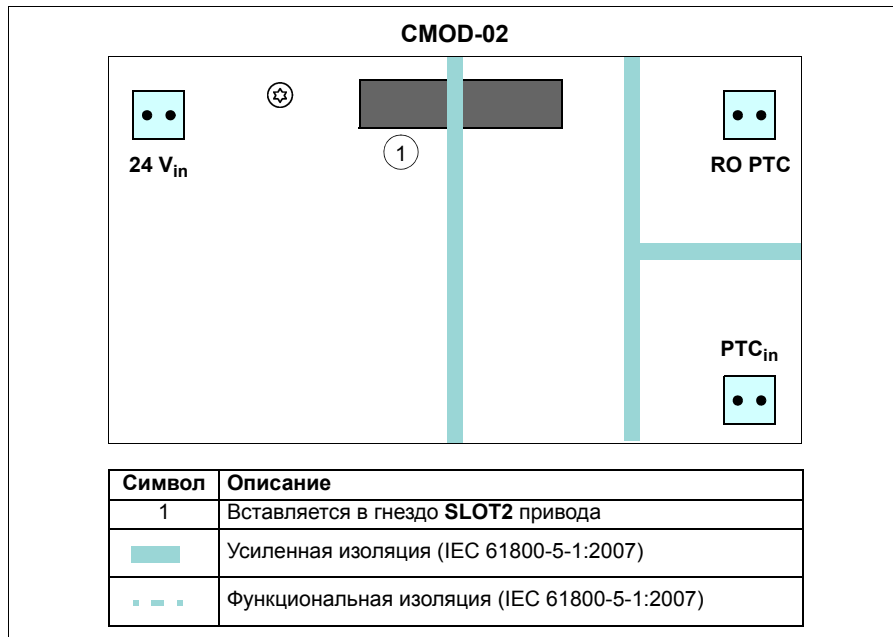 CMOD-02
24 Vin
1
RO PTC
PTCin
Символ Описание
1 Вставляется в гнездо SLOT2 привода
Усиленная изоляция (IEC 61800-5-1:2007)
Функциональная изоляция (IEC 61800-5-1:2007)